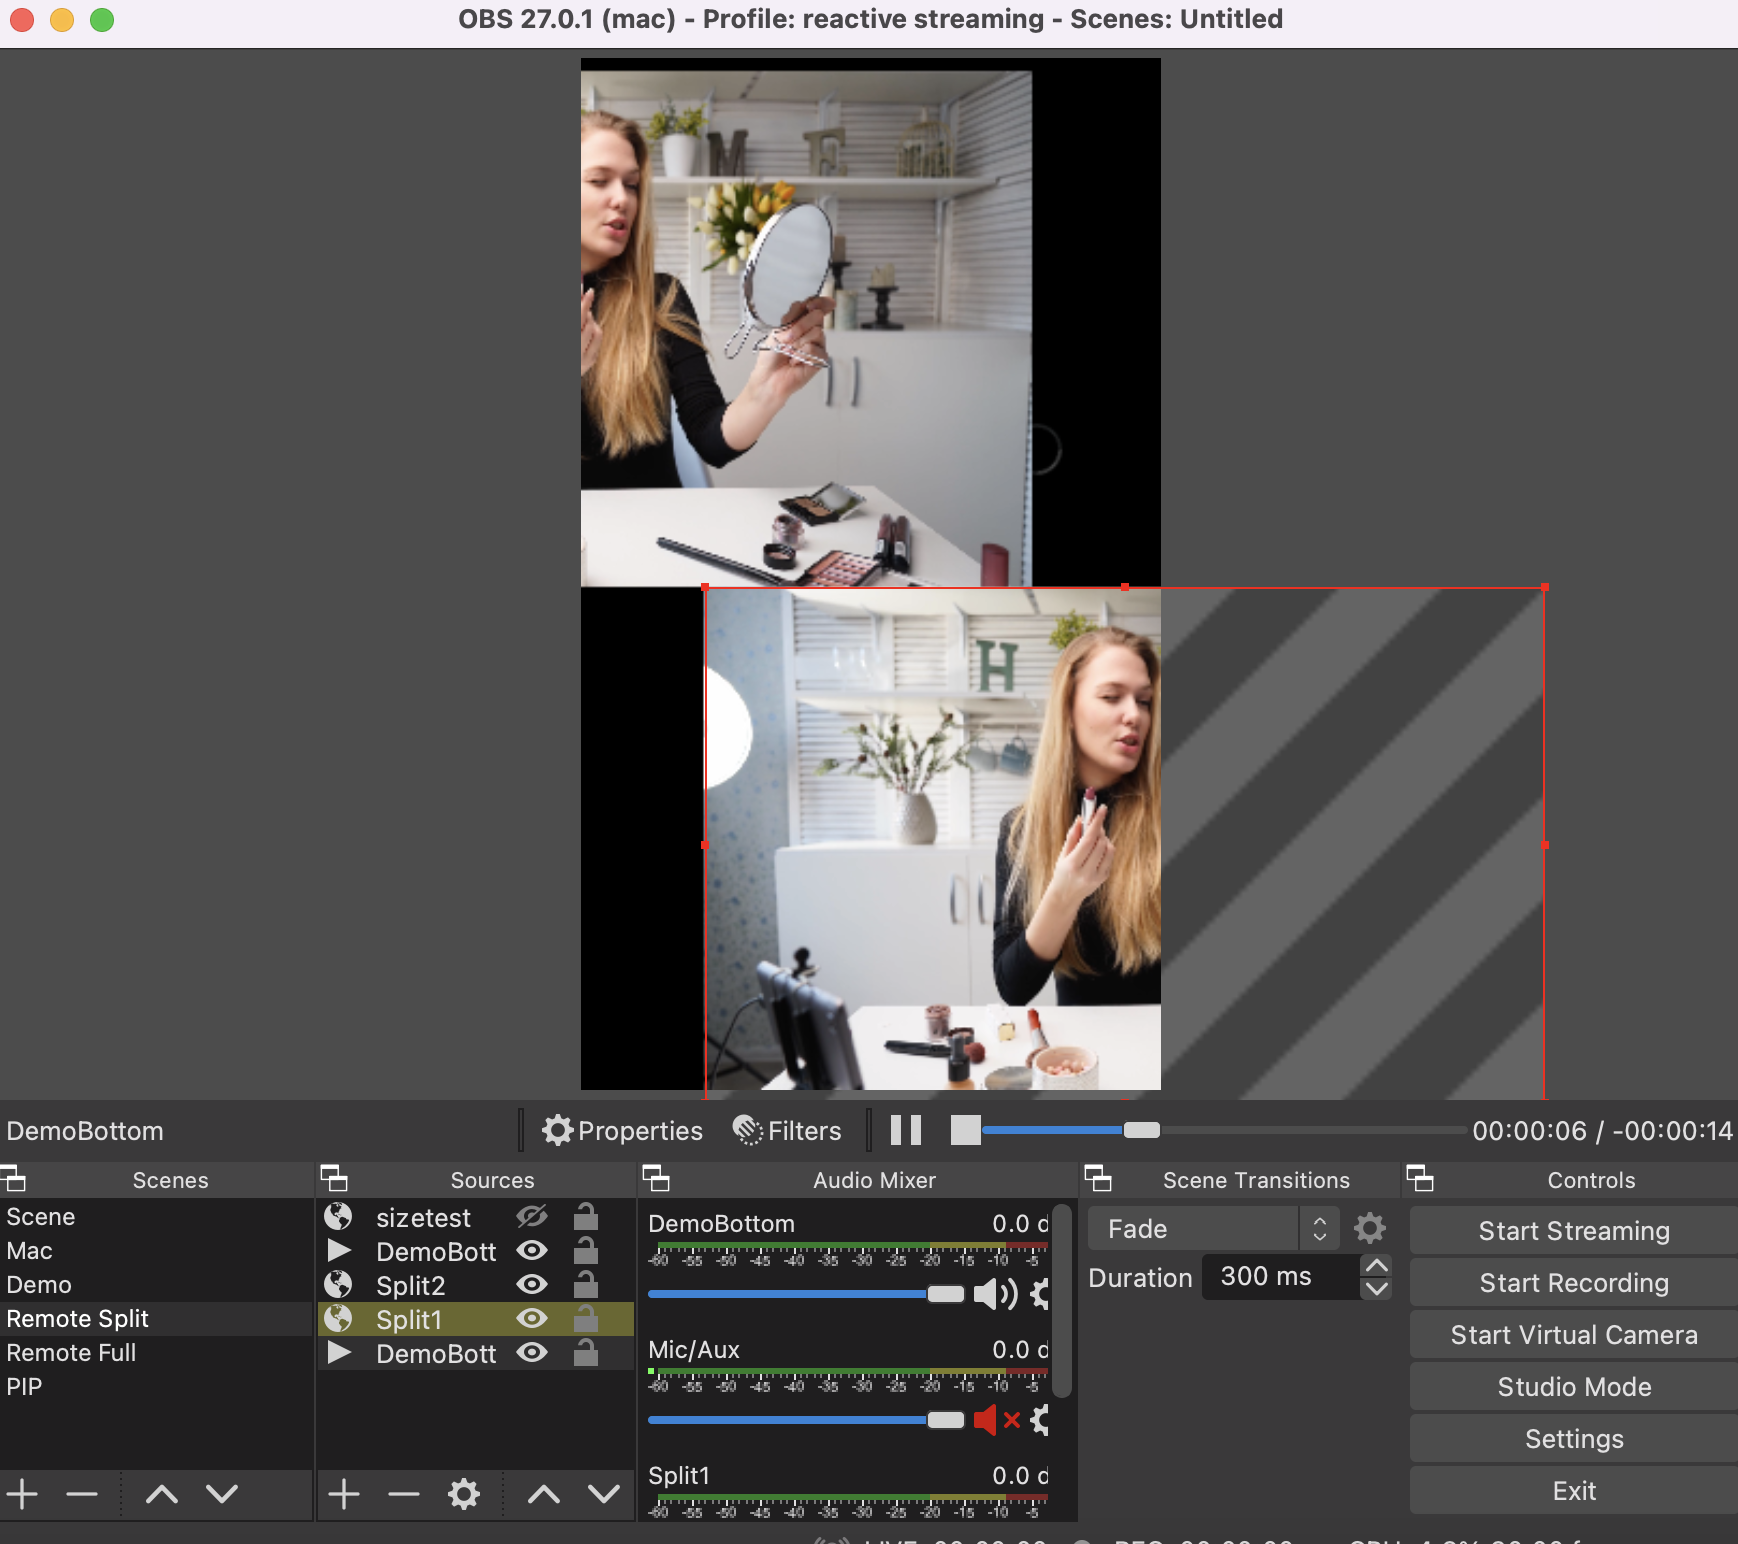 OBS 27.0.1 (mac) - Profile: reactive streaming - Scenes: Untitled
M E
H
DemoBottom
Properties
Filters
00:00:06 / -00:00:14
Scenes
Scene
Mac
Demo
Remote Split
Remote Full
PIP
Sources
sizetest
DemoBott
Split2
Split1
DemoBott
Audio Mixer
DemoBottom 0.0 d
-60 -55 -50 -45 -40 -35 -30 -25 -20 -15 -10 -5
Mic/Aux 0.0 d
-60 -55 -50 -45 -40 -35 -30 -25 -20 -15 -10 -5
Split1 0.0 d
-60 -55 -50 -45 -40 -35 -30 -25 -20 -15 -10 -5
Scene Transitions
Fade
Duration 300 ms
Controls
Start Streaming
Start Recording
Start Virtual Camera
Studio Mode
Settings
Exit